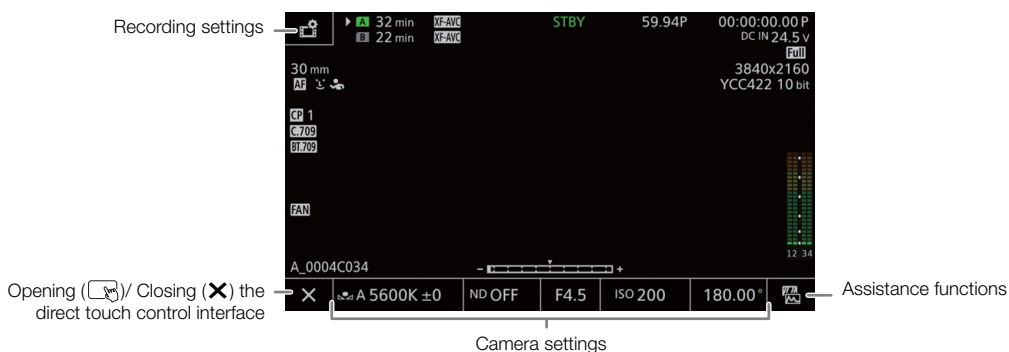 Recording settings
A 32 min XF-AVC STBY 59.94P 00:00:00.00 P
B 22 min XF-AVC DC IN 24.5 V
Full
30 mm 3840x2160
AF YCC422 10 bit
CP 1
C.709
BT.709
FAN
12 34
A_0004C034 - +
Opening ( )/ Closing (✕) the
direct touch control interface
✕ A 5600K ±0 ND OFF F4.5 ISO 200 180.00°
Assistance functions
Camera settings